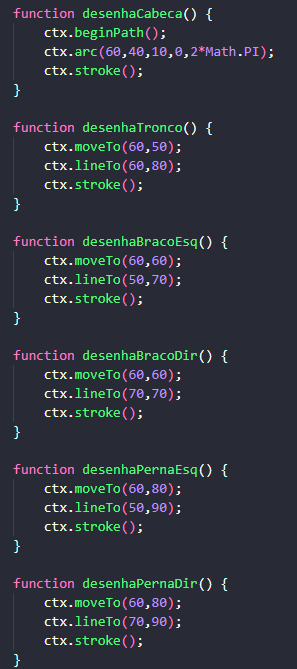 function desenhaCabeca() {
    ctx.beginPath();
    ctx.arc(60,40,10,0,2*Math.PI);
    ctx.stroke();
}

function desenhaTronco() {
    ctx.moveTo(60,50);
    ctx.lineTo(60,80);
    ctx.stroke();
}

function desenhaBracoEsq() {
    ctx.moveTo(60,60);
    ctx.lineTo(50,70);
    ctx.stroke();
}

function desenhaBracoDir() {
    ctx.moveTo(60,60);
    ctx.lineTo(70,70);
    ctx.stroke();
}

function desenhaPernaEsq() {
    ctx.moveTo(60,80);
    ctx.lineTo(50,90);
    ctx.stroke();
}

function desenhaPernaDir() {
    ctx.moveTo(60,80);
    ctx.lineTo(70,90);
    ctx.stroke();
}